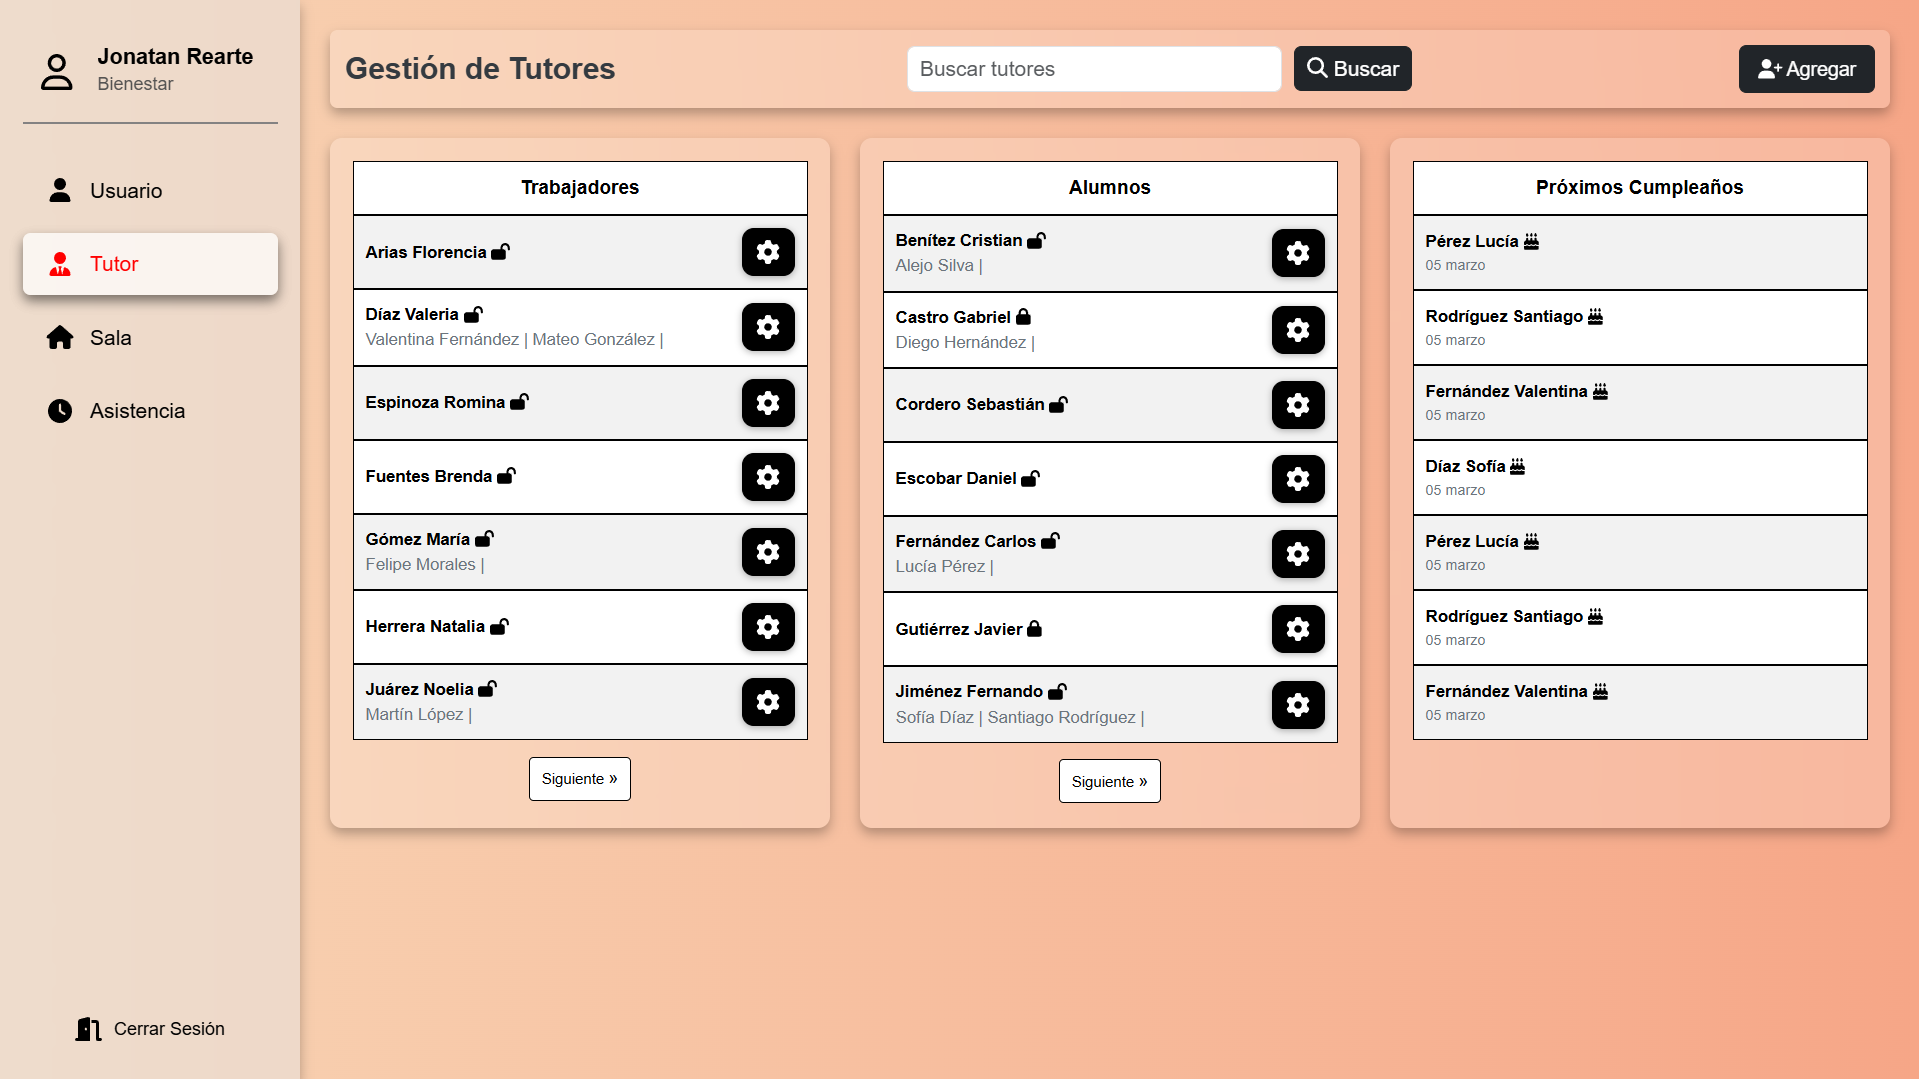 Jonatan Rearte
Bienestar
Usuario
Tutor
Sala
Asistencia
Cerrar Sesión
Gestión de Tutores
Buscar tutores
Buscar
Agregar
Trabajadores
Arias Florencia
Díaz Valeria
Valentina Fernández | Mateo González |
Espinoza Romina
Fuentes Brenda
Gómez María
Felipe Morales |
Herrera Natalia
Juárez Noelia
Martín López |
Siguiente »
Alumnos
Benítez Cristian
Alejo Silva |
Castro Gabriel
Diego Hernández |
Cordero Sebastián
Escobar Daniel
Fernández Carlos
Lucía Pérez |
Gutiérrez Javier
Jiménez Fernando
Sofía Díaz | Santiago Rodríguez |
Siguiente »
Próximos Cumpleaños
Pérez Lucía
05 marzo
Rodríguez Santiago
05 marzo
Fernández Valentina
05 marzo
Díaz Sofía
05 marzo
Pérez Lucía
05 marzo
Rodríguez Santiago
05 marzo
Fernández Valentina
05 marzo